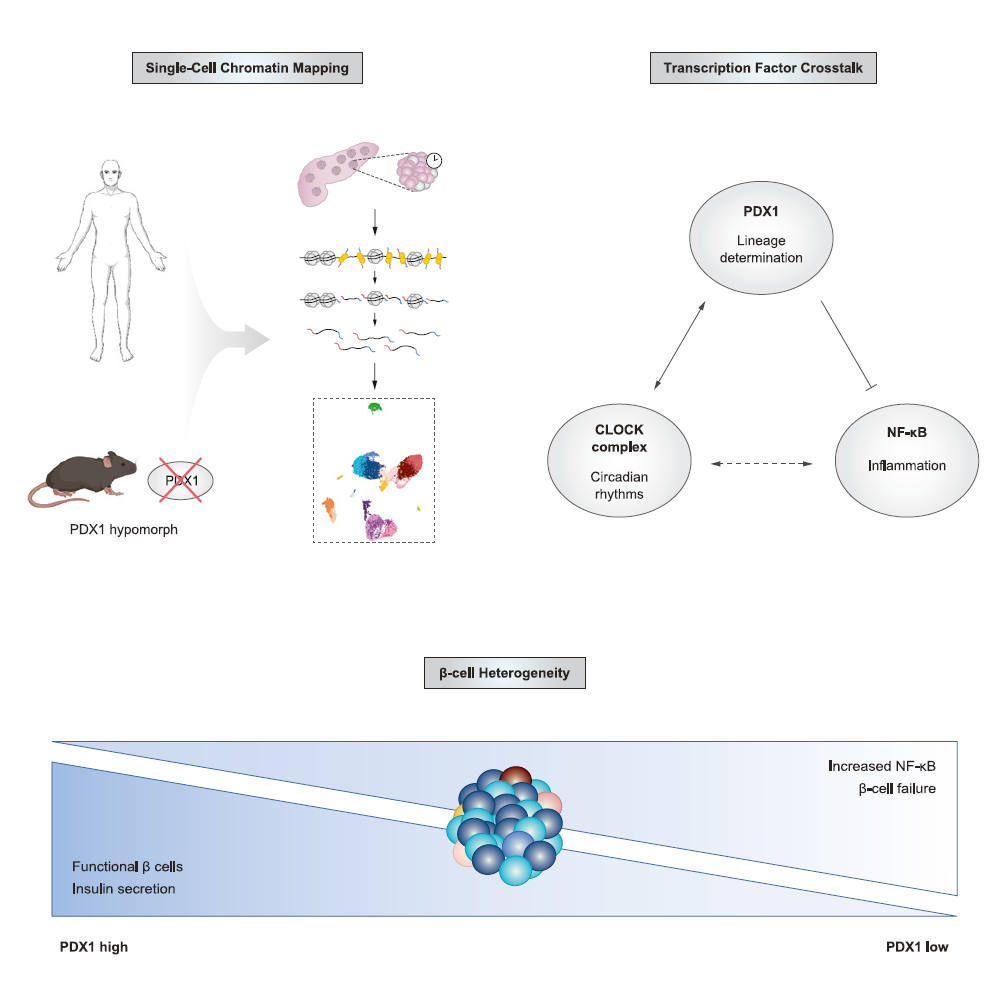 Single-Cell Chromatin Mapping
PDX1
PDX1 hypomorph
Transcription Factor Crosstalk
PDX1
Lineage
determination
CLOCK
complex
Circadian
rhythms
NF-κB
Inflammation
β-cell Heterogeneity
Increased NF-κB
β-cell failure
Functional β cells
Insulin secretion
PDX1 high
PDX1 low